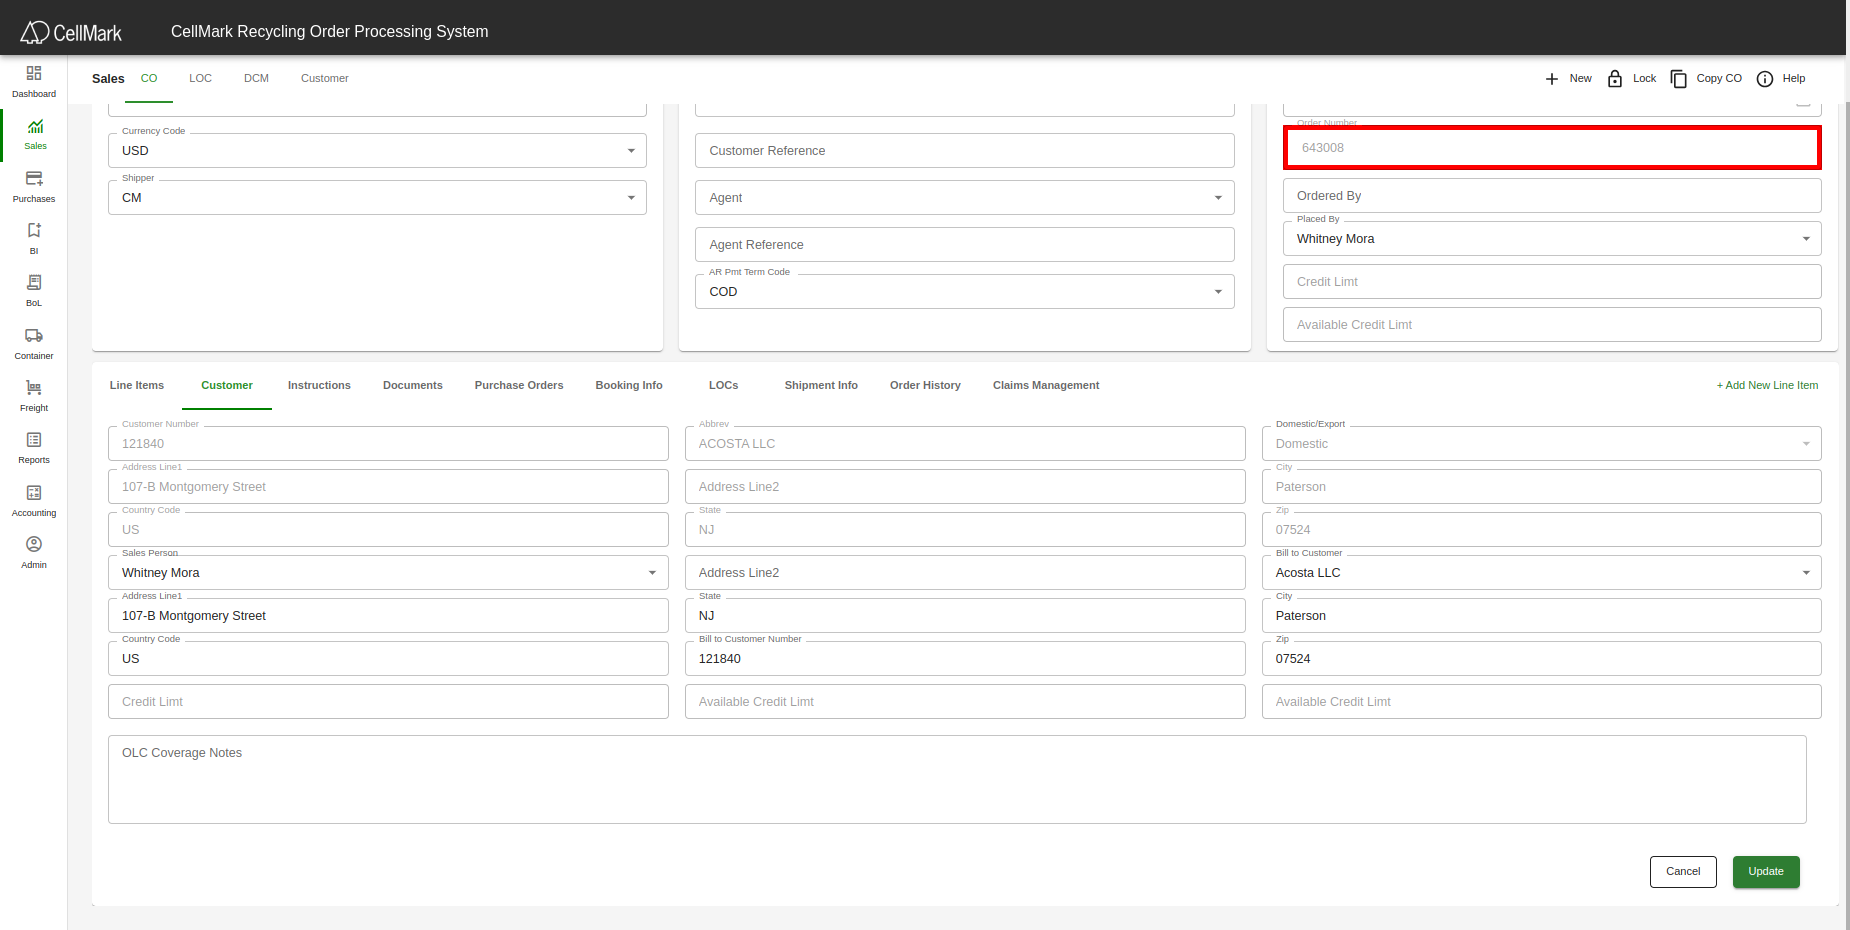 CellMark
CellMark Recycling Order Processing System
Dashboard
Sales
Purchases
BI
BoL
Container
Freight
Reports
Accounting
Admin
Sales
CO
LOC
DCM
Customer
New
Lock
Copy CO
Help
Currency Code
USD
Shipper
CM
Customer Reference
Agent
Agent Reference
AR Pmt Term Code
COD
Order Number
643008
Ordered By
Placed By
Whitney Mora
Credit Limt
Available Credit Limt
Line Items
Customer
Instructions
Documents
Purchase Orders
Booking Info
LOCs
Shipment Info
Order History
Claims Management
+ Add New Line Item
Customer Number
121840
Abbrev
ACOSTA LLC
Domestic/Export
Domestic
Address Line1
107-B Montgomery Street
Address Line2
City
Paterson
Country Code
US
State
NJ
Zip
07524
Sales Person
Whitney Mora
Address Line2
Bill to Customer
Acosta LLC
Address Line1
107-B Montgomery Street
State
NJ
City
Paterson
Country Code
US
Bill to Customer Number
121840
Zip
07524
Credit Limt
Available Credit Limt
Available Credit Limt
OLC Coverage Notes
Cancel
Update